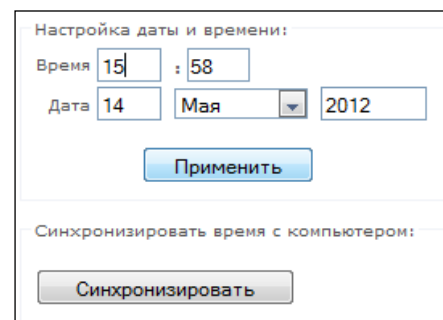 Настройка даты и времени:
Время 15 : 58
Дата 14 Мая 2012
Применить
Синхронизировать время с компьютером:
Синхронизировать